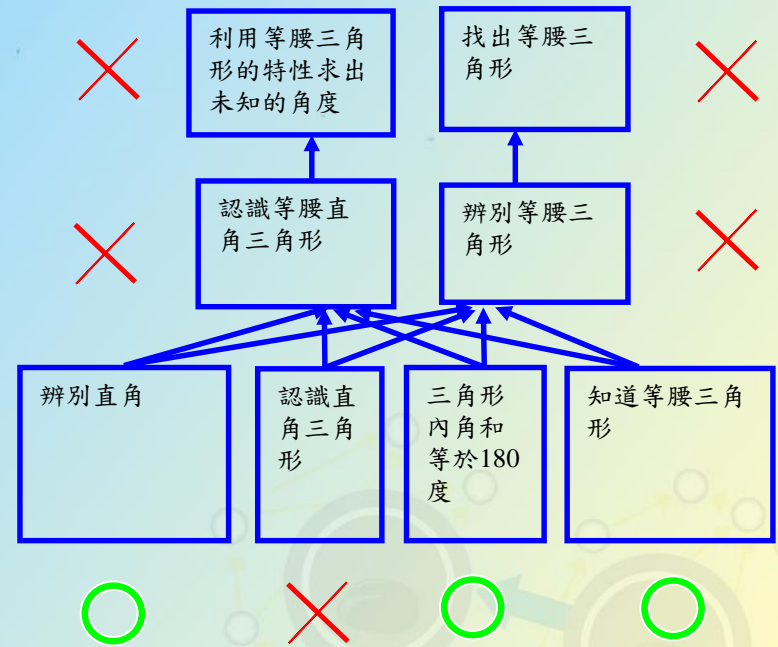 利用等腰三角
形的特性求出
未知的角度
找出等腰三
角形
認識等腰直
角三角形
辨別等腰三
角形
辨別直角
認識直
角三角
形
三角形
內角和
等於180
度
知道等腰三角
形